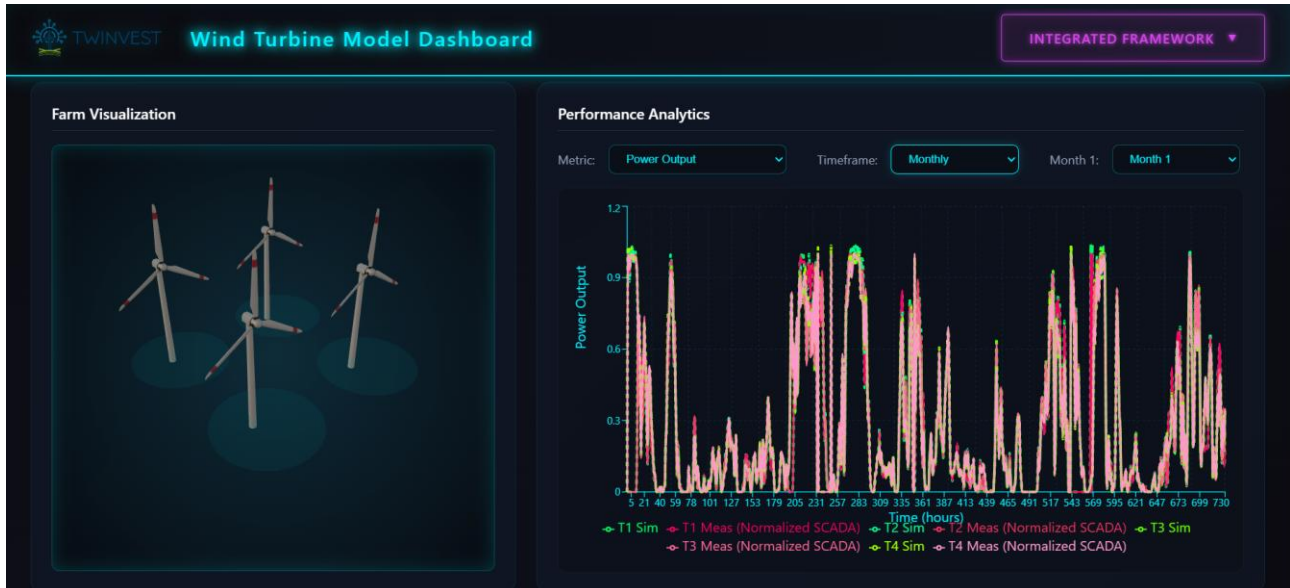 TWINVEST
Wind Turbine Model Dashboard
INTEGRATED FRAMEWORK ▼
Farm Visualization
Performance Analytics
Metric: Power Output
Timeframe: Monthly
Month 1: Month 1
1.2
0.9
0.6
0.3
0
Power Output
5 21 40 59 78 101 127 153 179 205 231 257 283 309 335 361 387 413 439 465 491 517 543 569 595 621 647 673 699 730
Time (hours)
T1 Sim T1 Meas (Normalized SCADA) T2 Sim T2 Meas (Normalized SCADA) T3 Sim
T3 Meas (Normalized SCADA) T4 Sim T4 Meas (Normalized SCADA)